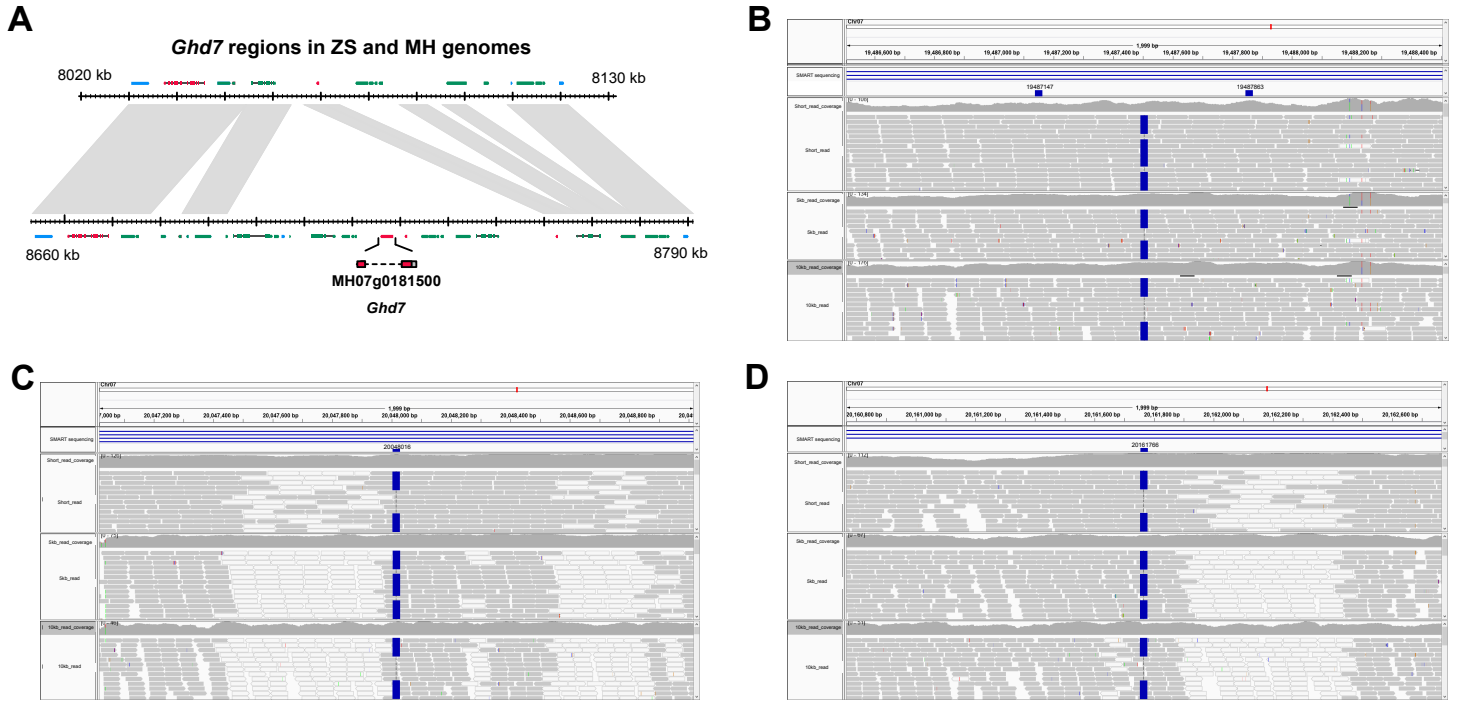 A
Ghd7 regions in ZS and MH genomes
8020 kb
8130 kb
8660 kb
8790 kb
MH07g0181500
Ghd7
B
Chr07
1,999 bp
19,486,600 bp 19,486,800 bp 19,487,000 bp 19,487,200 bp 19,487,400 bp 19,487,600 bp 19,487,800 bp 19,488,000 bp 19,488,200 bp 19,488,400 bp
SMART sequencing
19487147 19487863
Short_read_coverage
Short_read
5kb_read_coverage
5kb_read
10kb_read_coverage
10kb_read
C
Chr07
1,999 bp
7,000 bp 20,047,200 bp 20,047,400 bp 20,047,600 bp 20,047,800 bp 20,048,000 bp 20,048,200 bp 20,048,400 bp 20,048,600 bp 20,048,800 bp 20,04
SMART sequencing
20048016
Short_read_coverage
Short_read
5kb_read_coverage
5kb_read
10kb_read_coverage
10kb_read
D
Chr07
1,999 bp
20,160,800 bp 20,161,000 bp 20,161,200 bp 20,161,400 bp 20,161,600 bp 20,161,800 bp 20,162,000 bp 20,162,200 bp 20,162,400 bp 20,162,600 bp
SMART sequencing
20161766
Short_read_coverage
Short_read
5kb_read_coverage
5kb_read
10kb_read_coverage
10kb_read